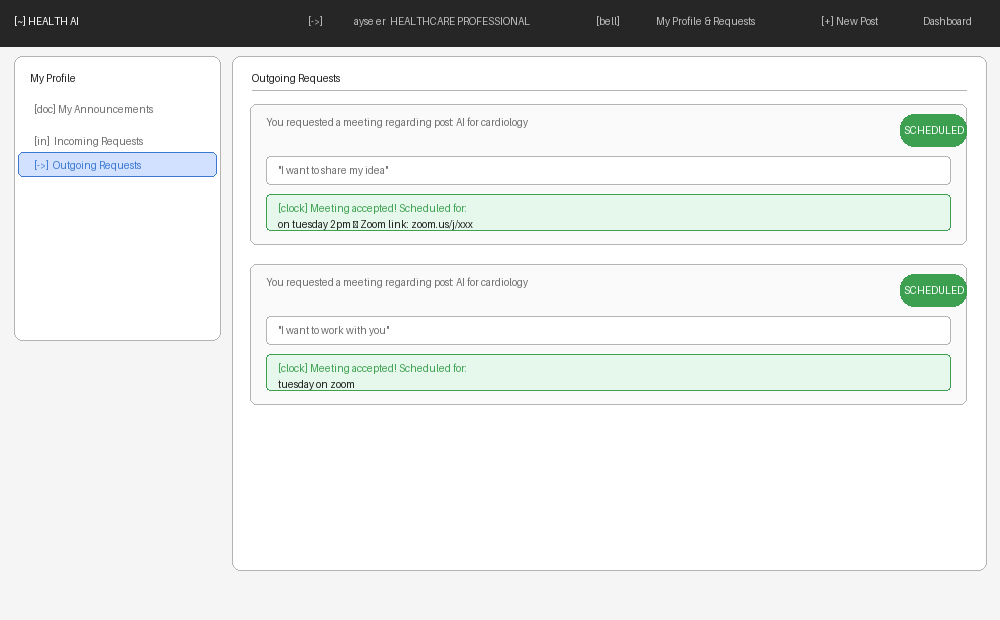 [~] HEALTH AI
[->] ayse er HEALTHCARE PROFESSIONAL [bell] My Profile & Requests [+] New Post Dashboard
My Profile
[doc] My Announcements
[in] Incoming Requests
[->] Outgoing Requests
Outgoing Requests
You requested a meeting regarding post: AI for cardiology
SCHEDULED
"I want to share my idea"
[clock] Meeting accepted! Scheduled for:
on tuesday 2pm Zoom link: zoom.us/j/xxx
You requested a meeting regarding post: AI for cardiology
SCHEDULED
"I want to work with you"
[clock] Meeting accepted! Scheduled for:
tuesday on zoom